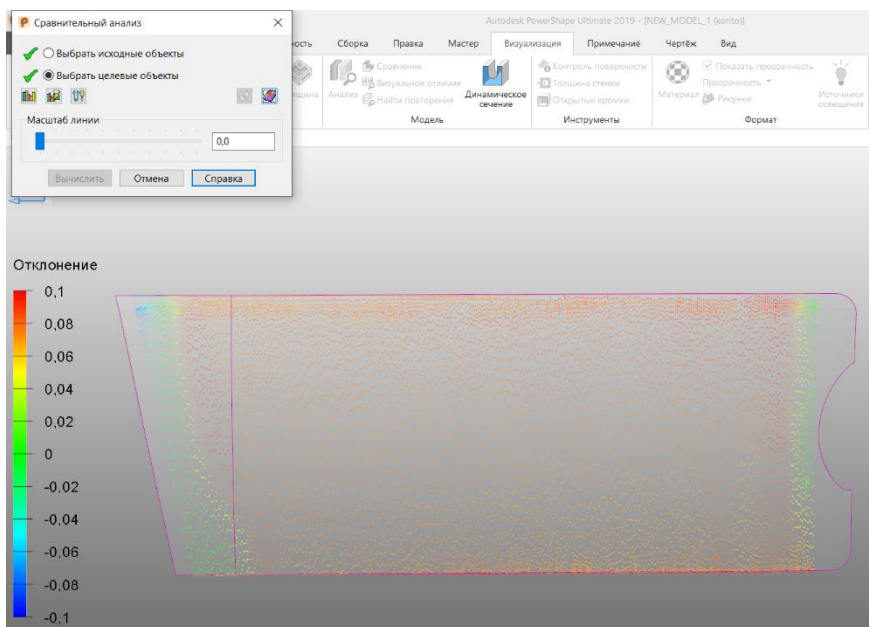 Сравнительный анализ
Autodesk PowerShape Ultimate 2019 - [NEW_MODEL_1 (korito)]
Выбрать исходные объекты
Выбрать целевые объекты
Масштаб линии
0,0
Вычислить Отмена Справка
ность Сборка Правка Мастер Визуализация Примечание Чертёж Вид
Анализ
Сравнение
Визуальное отличие
Найти повторения
Динамическое сечение
Модель
Контроль поверхности
Толщина стенки
Открытые кромки
Инструменты
Материал
Показать прозрачность
Прозрачность
Рисунки
Источники освещения
Формат
Отклонение
0,1
0,08
0,06
0,04
0,02
0
-0,02
-0,04
-0,06
-0,08
-0,1